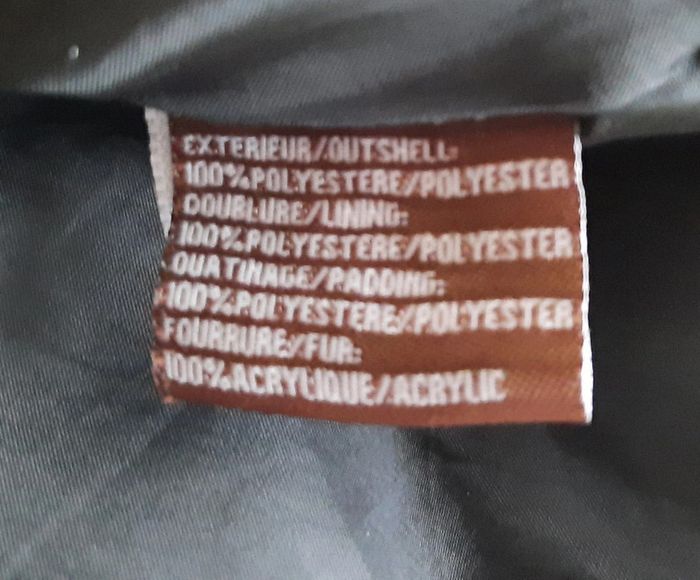 EXTERIEUR/OUTSHELL:
100%POLYESTERE/POLYESTER
DOUBLURE/LINING:
100%POLYESTERE/POLYESTER
OUATINAGE/PADDING:
100%POLYESTERE/POLYESTER
FOURRURE/FUR:
100%ACRYLIQUE/ACRYLIC